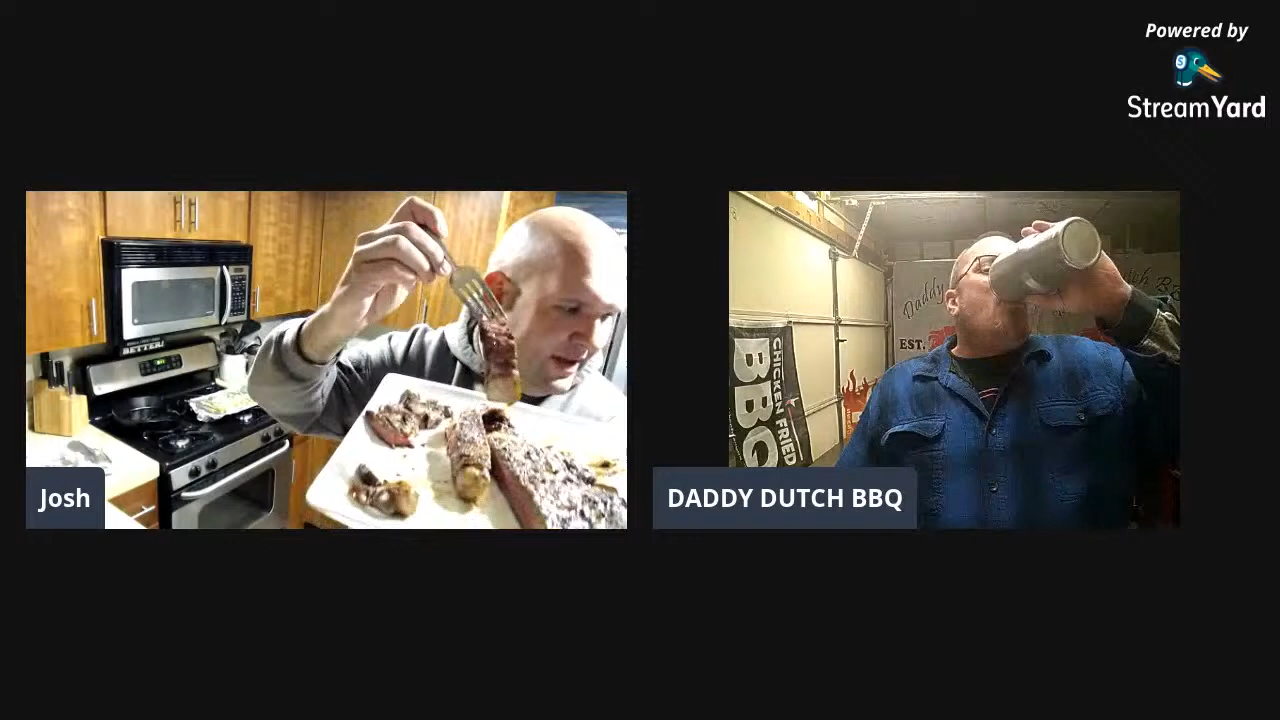 Powered by
StreamYard
BETTER!
Daddy
EST.
CHICKEN FRIED
BBQ
Josh
DADDY DUTCH BBQ